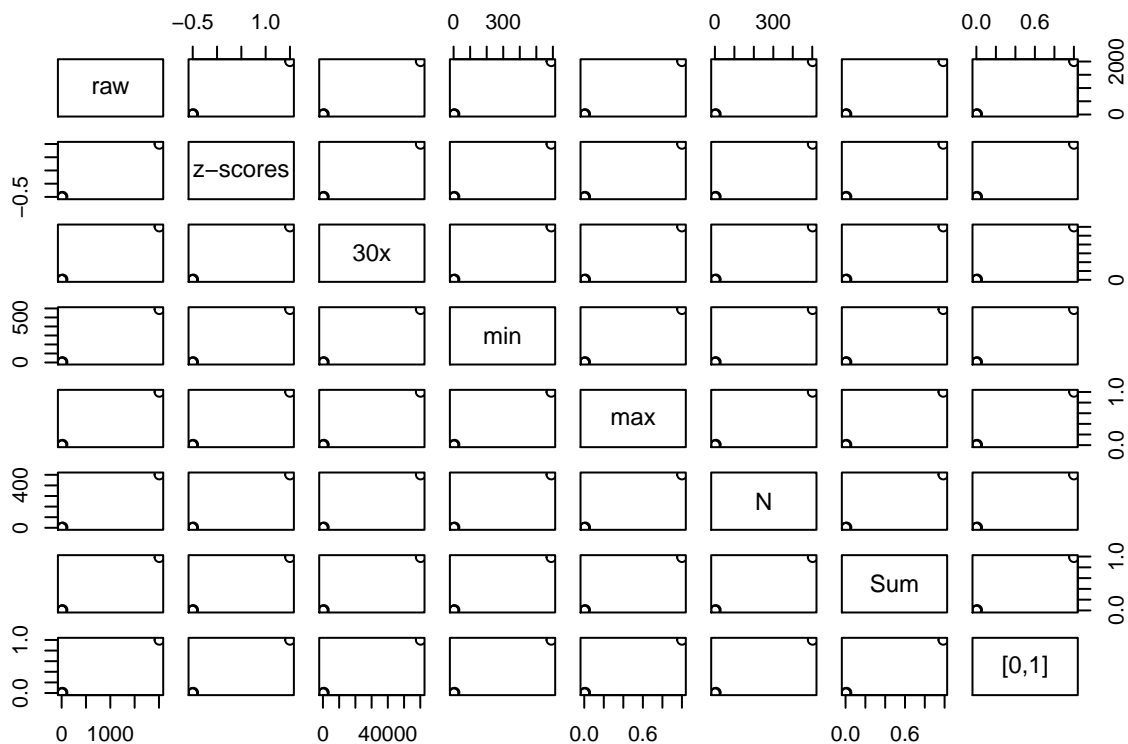 −0.5 1.0 0 300 0 300 0.0 0.6
raw 0 2000
−0.5 z−scores
30x 0
0 500 min
max 0.0 1.0
0 400 N
Sum 0.0 1.0
0.0 1.0 [0,1]
0 1000 0 40000 0.0 0.6 0.0 0.6